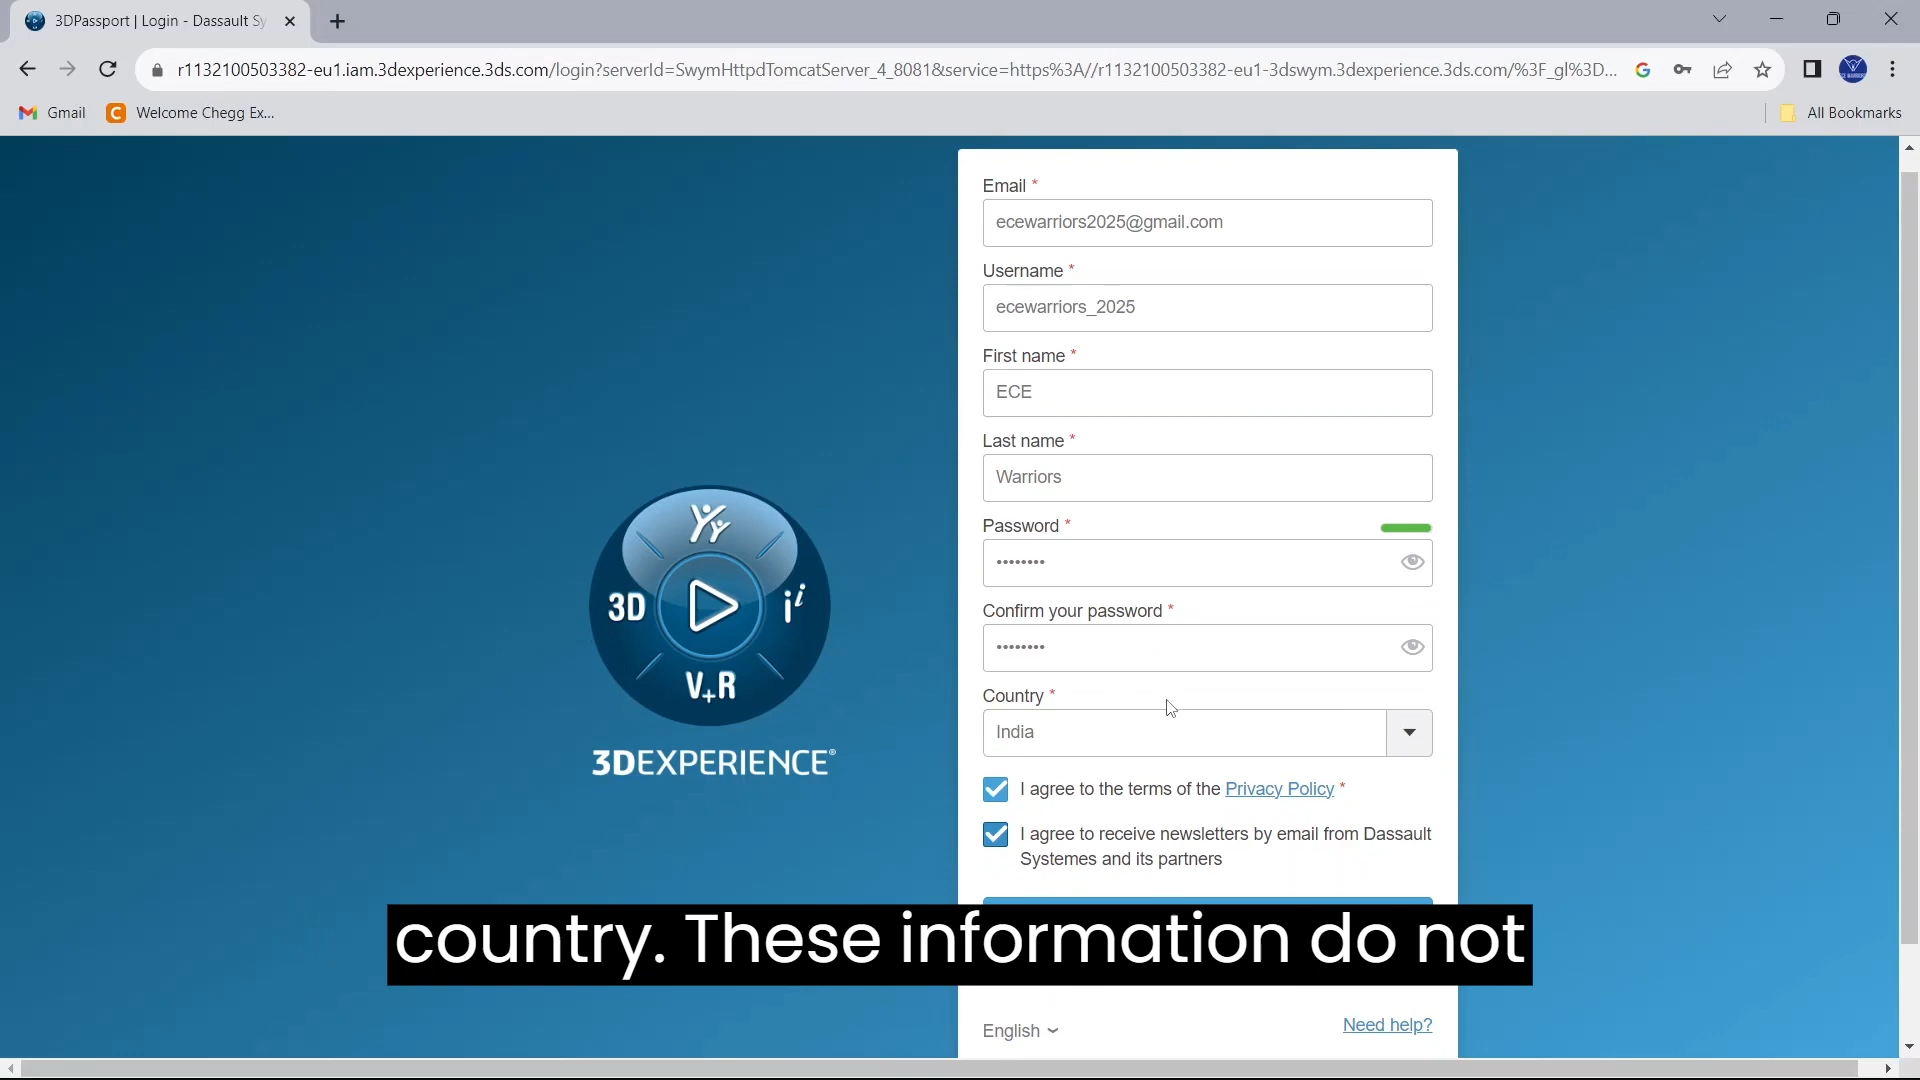 3DPassport | Login - Dassault Sy
r1132100503382-eu1.iam.3dexperience.3ds.com/login?serverId=SwymHttpdTomcatServer_4_8081&service=https%3A//r1132100503382-eu1-3dswym.3dexperience.3ds.com/%3F_gl%3D...
Gmail
Welcome Chegg Ex...
All Bookmarks
Email *
ecewarriors2025@gmail.com
Username *
ecewarriors_2025
First name *
ECE
Last name *
Warriors
Password *
••••••••
Confirm your password *
••••••••
Country *
India
I agree to the terms of the Privacy Policy *
I agree to receive newsletters by email from Dassault
Systemes and its partners
3D
i i
V+R
3DEXPERIENCE®
country. These information do not
English
Need help?